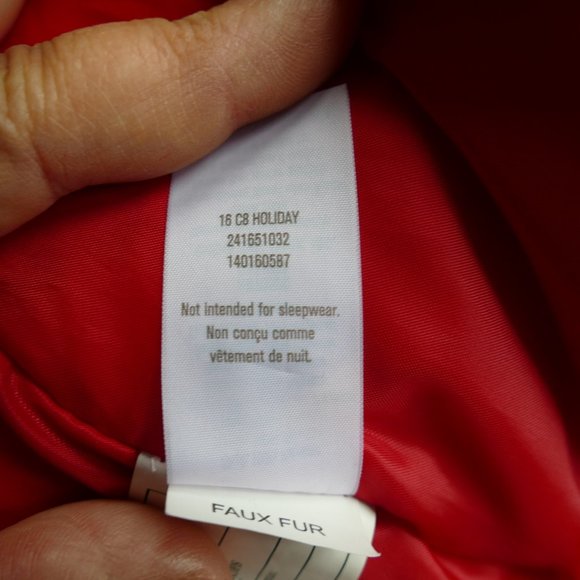 16 C8 HOLIDAY
241651032
140160587
Not intended for sleepwear.
Non conçu comme
vêtement de nuit.
FAUX FUR